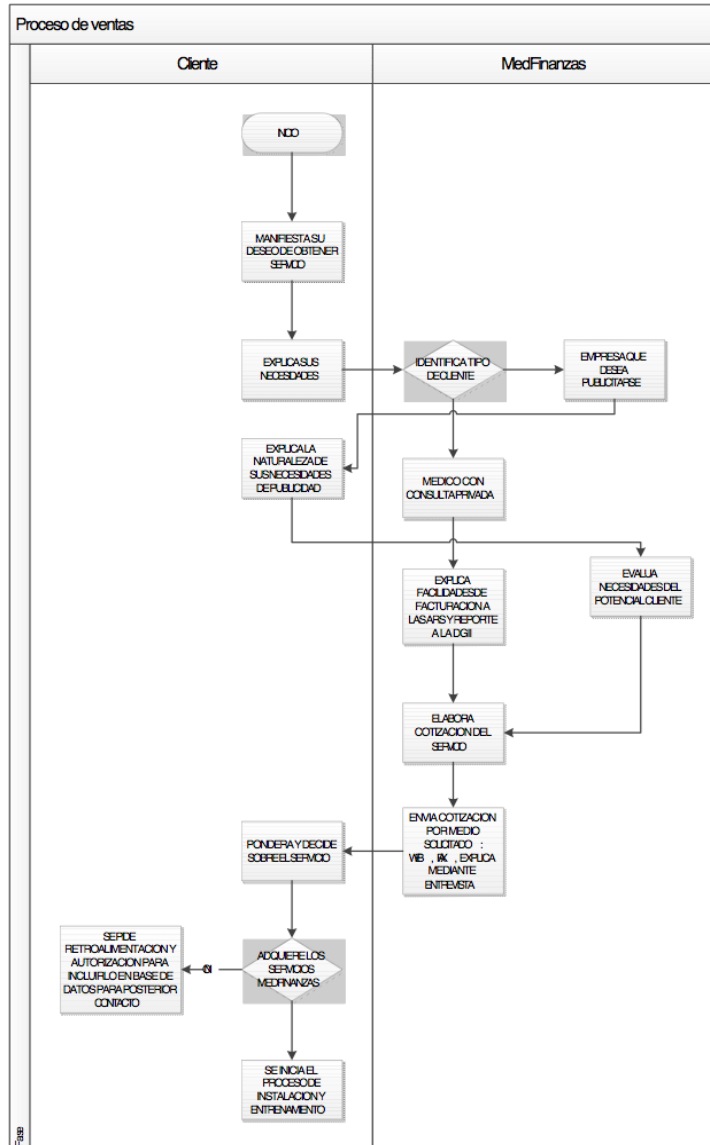 Proceso de ventas
Cliente
MedFinanzas
MANIFIESTA SU
DESEO DE OBTENER
SERVICIO
EXPLICA SUS
NECESIDADES
IDENTIFICA TIPO
DE CLIENTE
EMPRESA QUE
DESEA
PUBLICITARSE
EXPLICA LA
NATURALEZA DE
SUS NECESIDADES
DE PUBLICIDAD
MEDICO CON
CONSULTA PRIVADA
EXPLICA
FACILIDADES DE
FACTURACION A
LAS ARS Y REPORTE
A LA DGII
EVALUA
NECESIDADES DEL
POTENCIAL CLIENTE
ELABORA
COTIZACION DEL
SERVICIO
ENVIA COTIZACION
POR MEDIO
SOLICITADO :
WEB , FAX , EXPLICA
MEDIANTE
ENTREVISTA
PONDERA Y DECIDE
SOBRE EL SERVICIO
SE PIDE
RETROALIMENTACION Y
AUTORIZACION PARA
INCLUIRLO EN BASE DE
DATOS PARA POSTERIOR
CONTACTO
ADQUIERE LOS
SERVICIOS
MEDFINANZAS
SE INICIA EL
PROCESO DE
INSTALACION Y
ENTRENAMIENTO
Fase